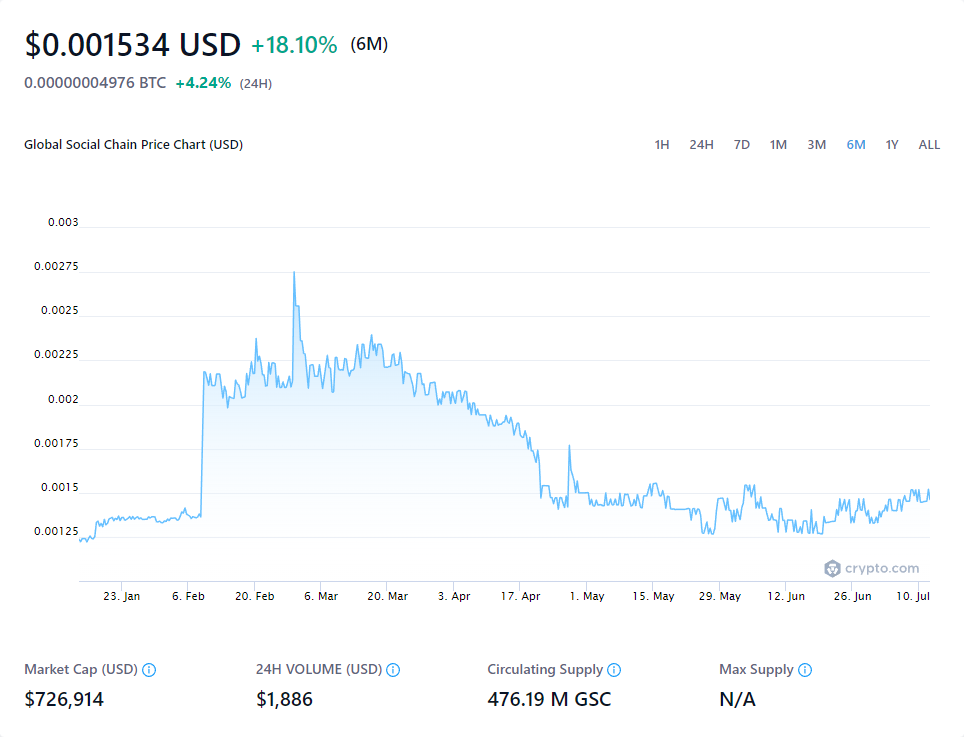 $0.001534 USD +18.10% (6M)
0.00000004976 BTC +4.24% (24H)
Global Social Chain Price Chart (USD) 1H 24H 7D 1M 3M 6M 1Y ALL
0.003
0.00275
0.0025
0.00225
0.002
0.00175
0.0015
0.00125
crypto.com
23. Jan 6. Feb 20. Feb 6. Mar 20. Mar 3. Apr 17. Apr 1. May 15. May 29. May 12. Jun 26. Jun 10. Jul
Market Cap (USD) 24H VOLUME (USD) Circulating Supply Max Supply
$726,914 $1,886 476.19 M GSC N/A